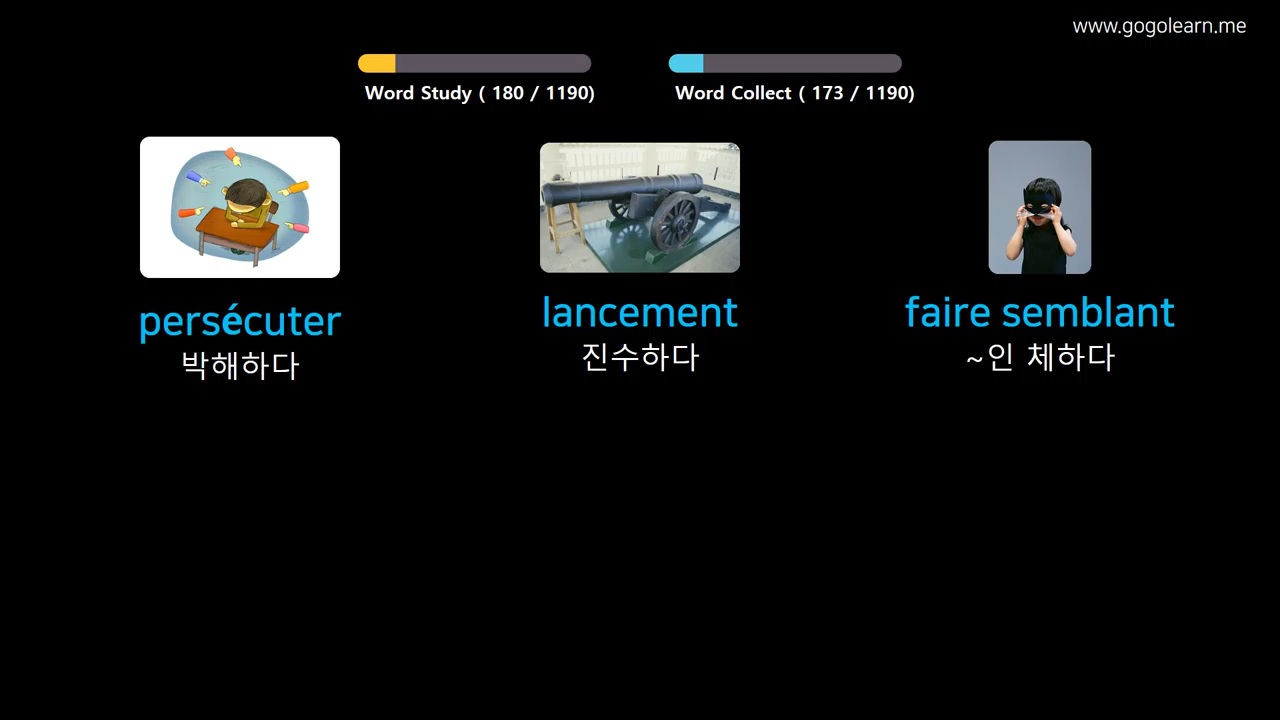 www.gogolearn.me
Word Study ( 180 / 1190)
Word Collect ( 173 / 1190)
persécuter
박해하다
lancement
진수하다
faire semblant
~인 체하다